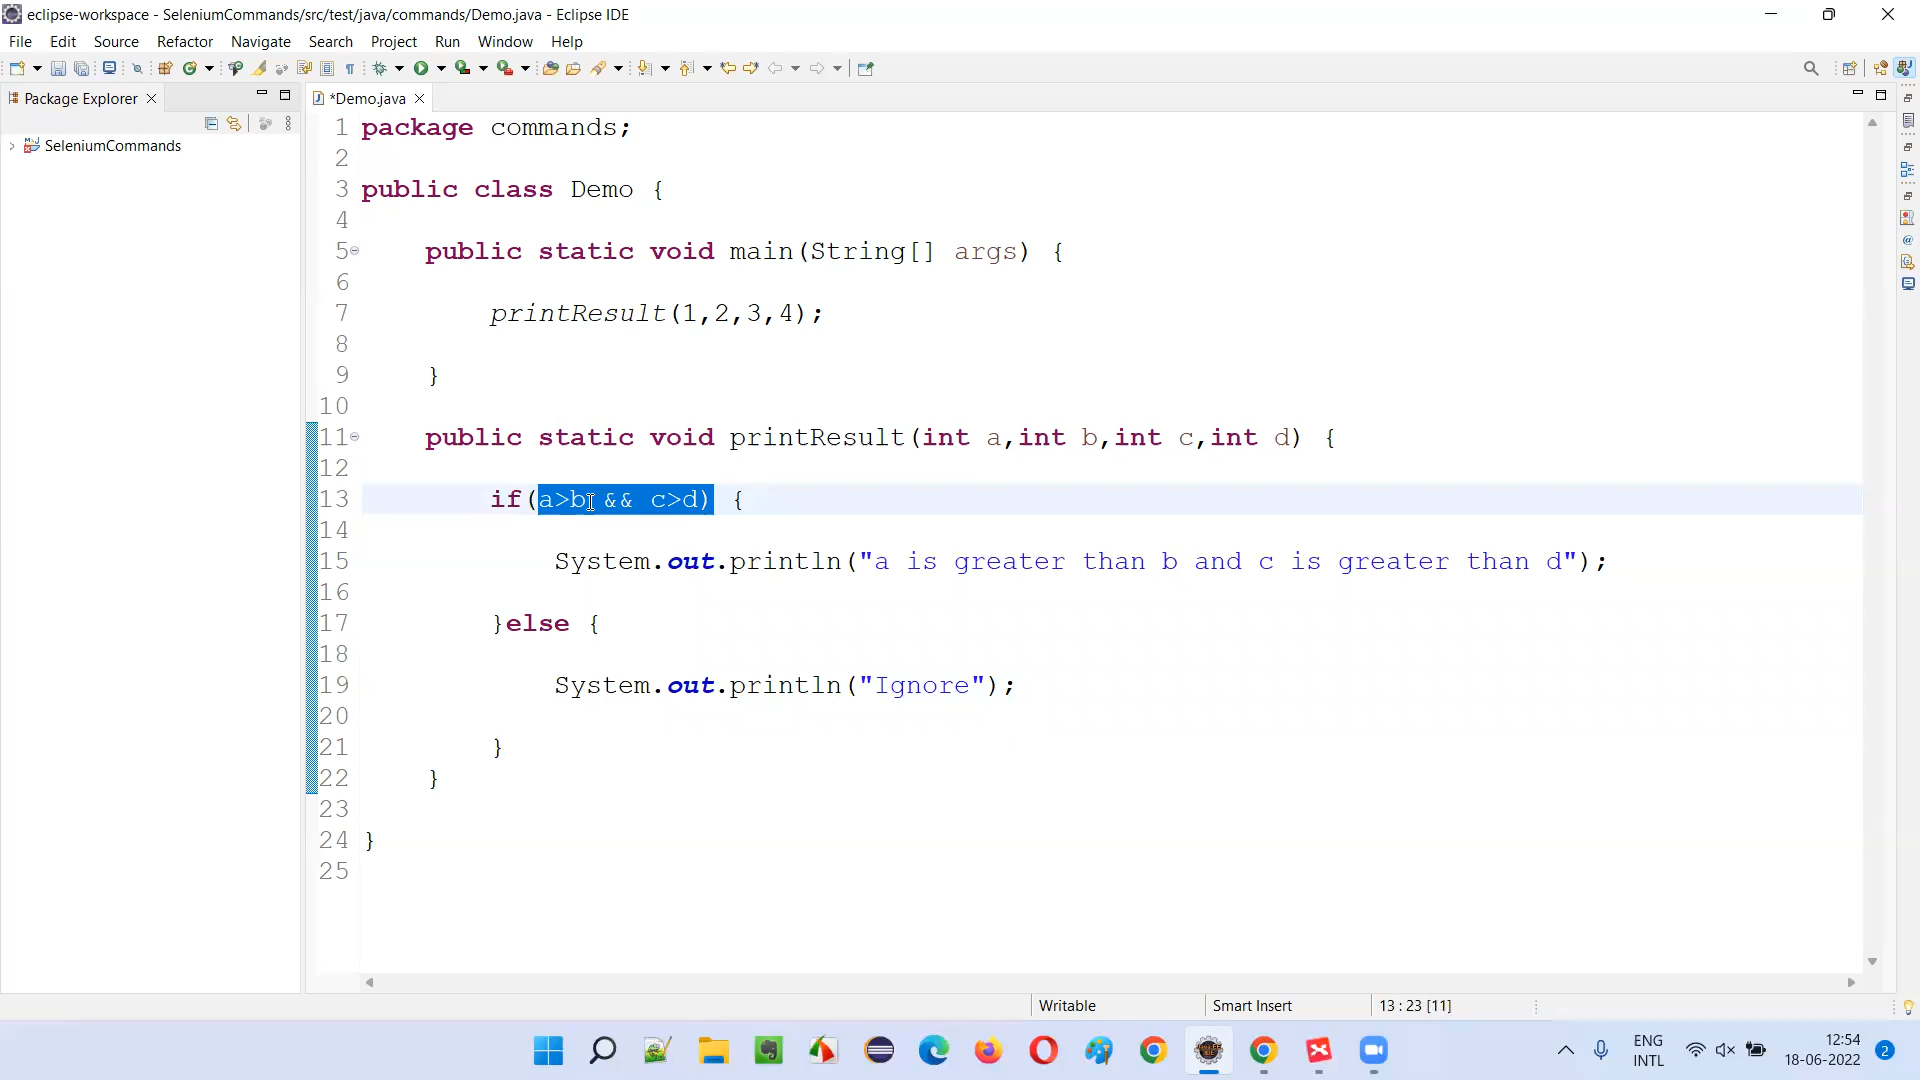 eclipse-workspace - SeleniumCommands/src/test/java/commands/Demo.java - Eclipse IDE
File Edit Source Refactor Navigate Search Project Run Window Help
Package Explorer
*Demo.java
SeleniumCommands
1 package commands;
2
3 public class Demo {
4
5 public static void main(String[] args) {
6
7 printResult(1,2,3,4);
8
9 }
10
11 public static void printResult(int a,int b,int c,int d) {
12
13 if(a>b && c>d) {
14
15 System.out.println("a is greater than b and c is greater than d");
16
17 }else {
18
19 System.out.println("Ignore");
20
21 }
22 }
23
24 }
25
Writable Smart Insert 13 : 23 [11]
ENG 12:54
INTL 18-06-2022 2